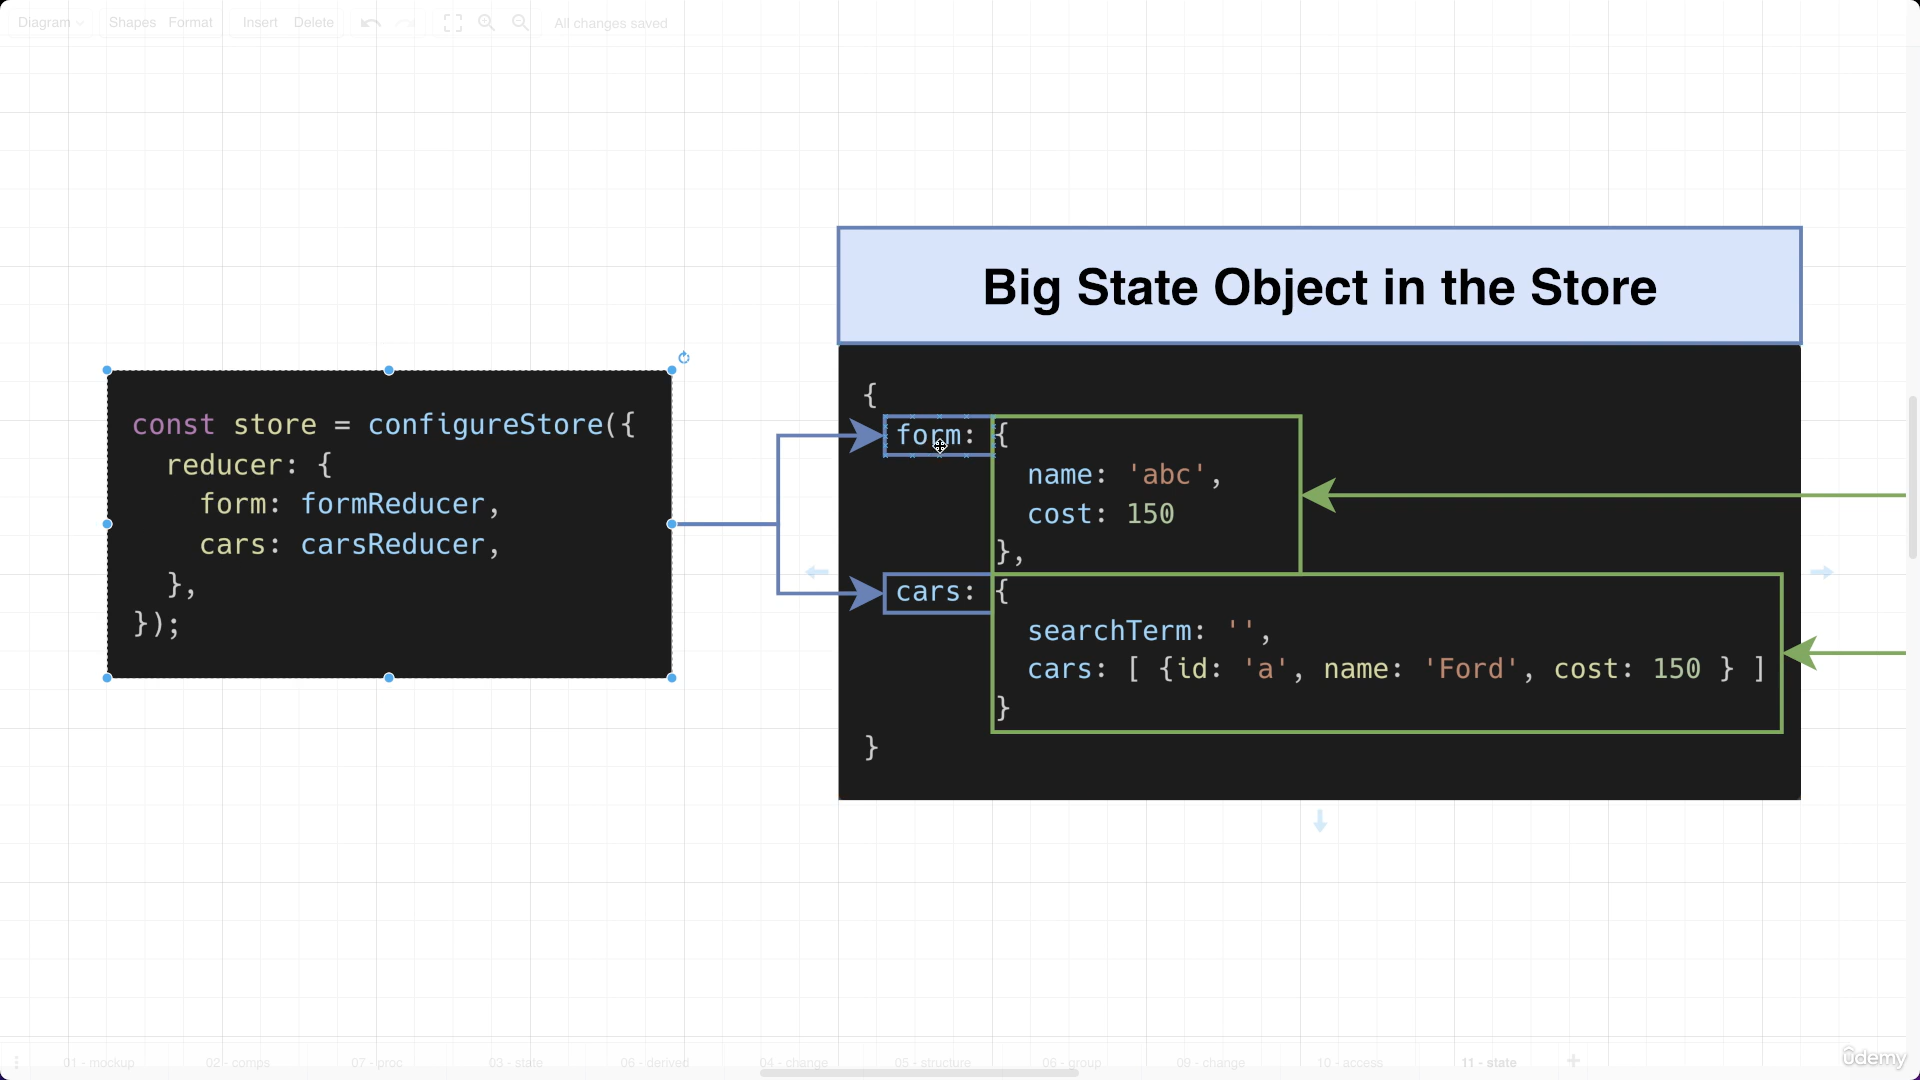 Diagram Shapes Format Insert Delete All changes saved
Big State Object in the Store
const store = configureStore({
reducer: {
form: formReducer,
cars: carsReducer,
},
});
{
form: {
name: 'abc',
cost: 150
},
cars: {
searchTerm: '',
cars: [ {id: 'a', name: 'Ford', cost: 150 } ]
}
}
01 - mockup 02 - comps 07 - proc 03 - state 06 - derived 04 - change 05 - structure 06 - group 09 - change 10 - access 11 - state
ûdemy